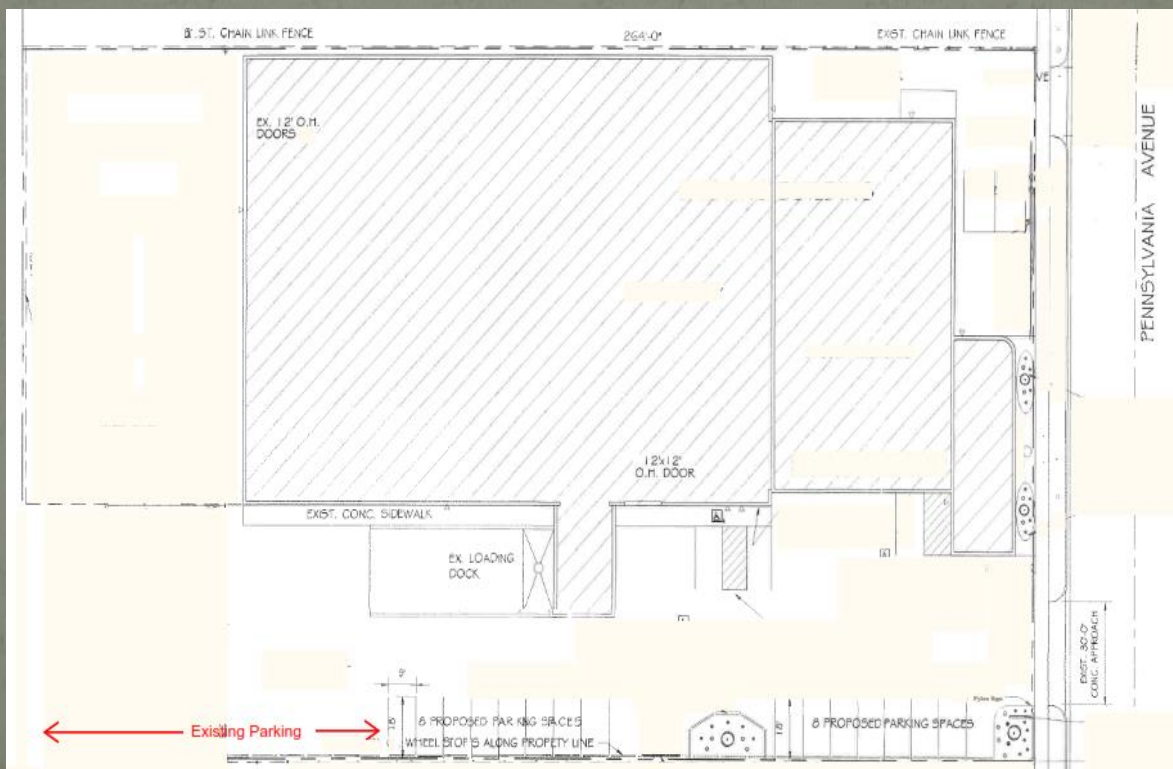 EXIST. CHAIN LINK FENCE
264'-0"
EXIST. CHAIN LINK FENCE
EX. 12' O.H.
DOORS
PENNSYLVANIA AVENUE
12'x12'
O.H. DOOR
EXIST. CONC. SIDEWALK
EX. LOADING
DOCK
EXIST. 30'-0"
CONC. APPROACH
9'
Pylon Sign
18'
8 PROPOSED PARKING SPACES
18'
8 PROPOSED PARKING SPACES
Existing Parking
WHEEL STOPS ALONG PROPETY LINE